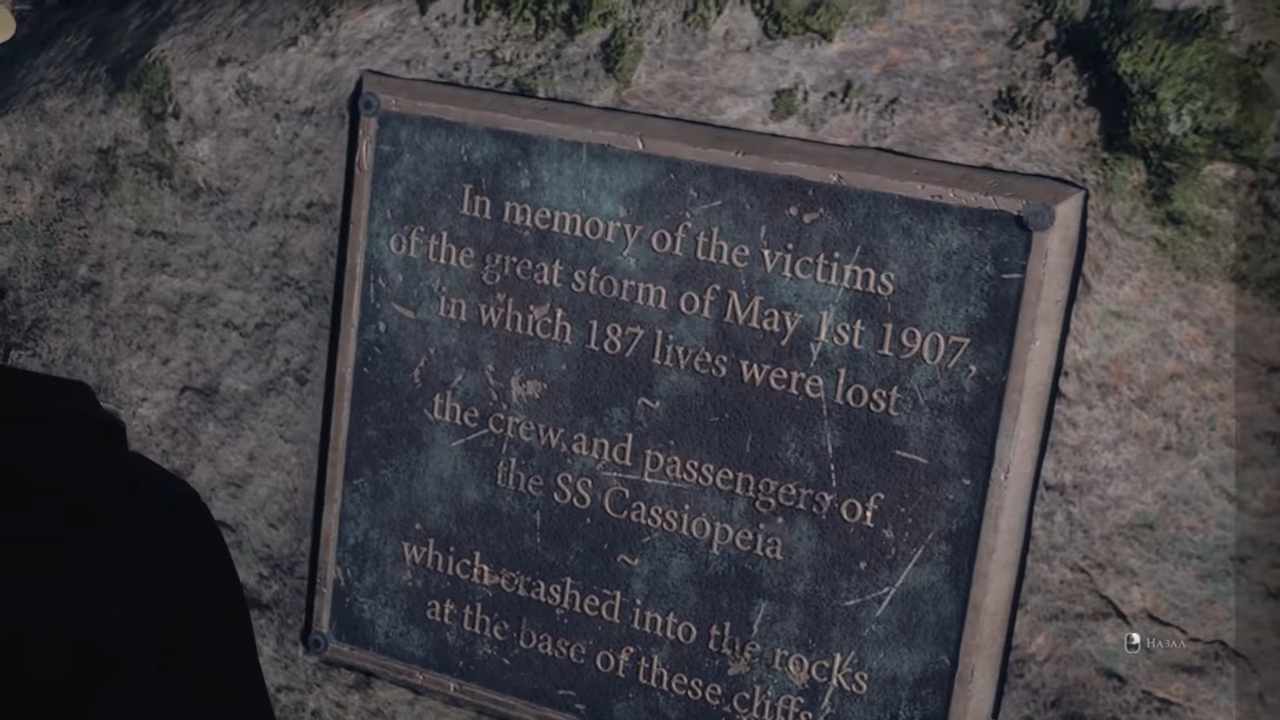 In memory of the victims
of the great storm of May 1st 1907,
in which 187 lives were lost
~
the crew and passengers of
the SS Cassiopeia
~
which crashed into the rocks
at the base of these cliffs
Назад